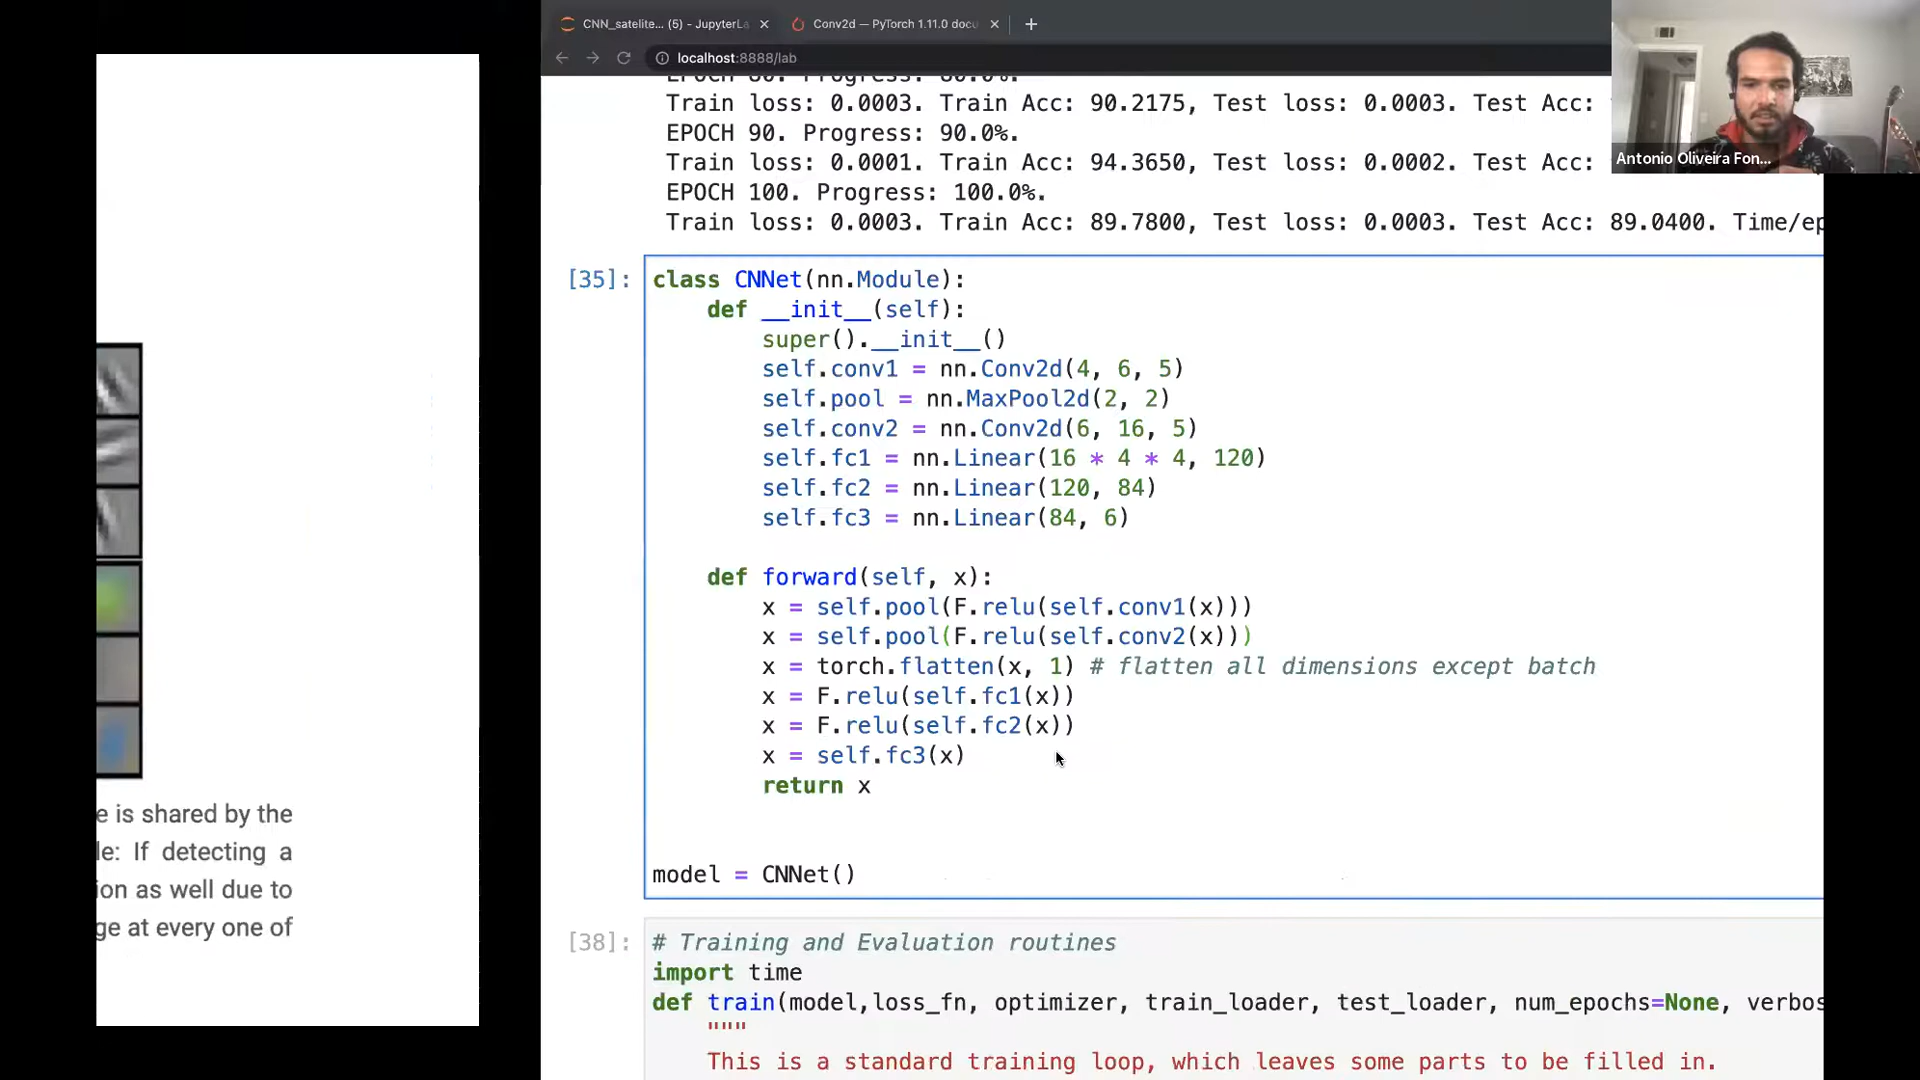 CNN_satelite... (5) - JupyterLa
Conv2d — PyTorch 1.11.0 docu
localhost:8888/lab
Antonio Oliveira Fon...
EPOCH 80. Progress: 80.0%.
Train loss: 0.0003. Train Acc: 90.2175, Test loss: 0.0003. Test Acc:
EPOCH 90. Progress: 90.0%.
Train loss: 0.0001. Train Acc: 94.3650, Test loss: 0.0002. Test Acc:
EPOCH 100. Progress: 100.0%.
Train loss: 0.0003. Train Acc: 89.7800, Test loss: 0.0003. Test Acc: 89.0400. Time/ep
[35]:
class CNNet(nn.Module):
def __init__(self):
super().__init__()
self.conv1 = nn.Conv2d(4, 6, 5)
self.pool = nn.MaxPool2d(2, 2)
self.conv2 = nn.Conv2d(6, 16, 5)
self.fc1 = nn.Linear(16 * 4 * 4, 120)
self.fc2 = nn.Linear(120, 84)
self.fc3 = nn.Linear(84, 6)
def forward(self, x):
x = self.pool(F.relu(self.conv1(x)))
x = self.pool(F.relu(self.conv2(x)))
x = torch.flatten(x, 1) # flatten all dimensions except batch
x = F.relu(self.fc1(x))
x = F.relu(self.fc2(x))
x = self.fc3(x)
return x
model = CNNet()
[38]:
# Training and Evaluation routines
import time
def train(model,loss_fn, optimizer, train_loader, test_loader, num_epochs=None, verbos
"""
This is a standard training loop, which leaves some parts to be filled in.
e is shared by the
le: If detecting a
ion as well due to
ge at every one of